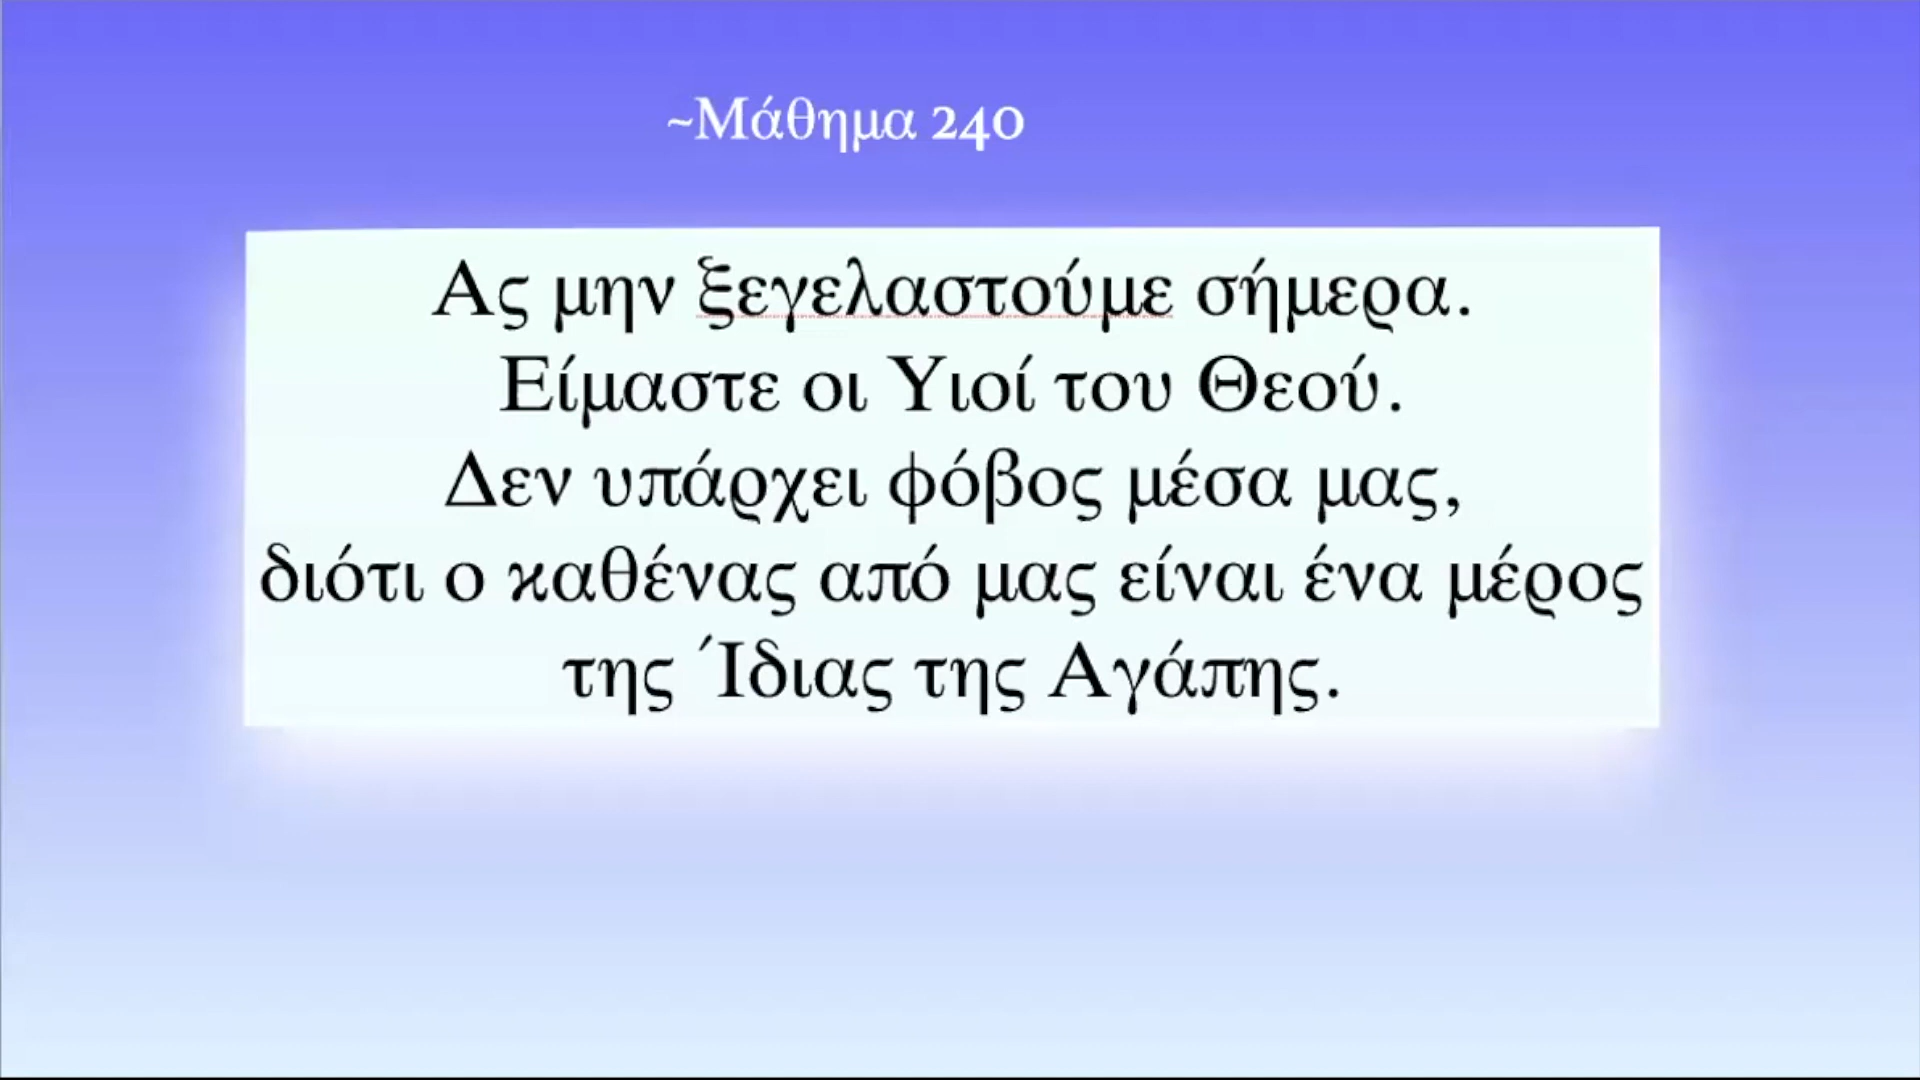 ~Μάθημα 240
Ας μην ξεγελαστούμε σήμερα.
Είμαστε οι Υιοί του Θεού.
Δεν υπάρχει φόβος μέσα μας,
διότι ο καθένας από μας είναι ένα μέρος
της Ίδιας της Αγάπης.